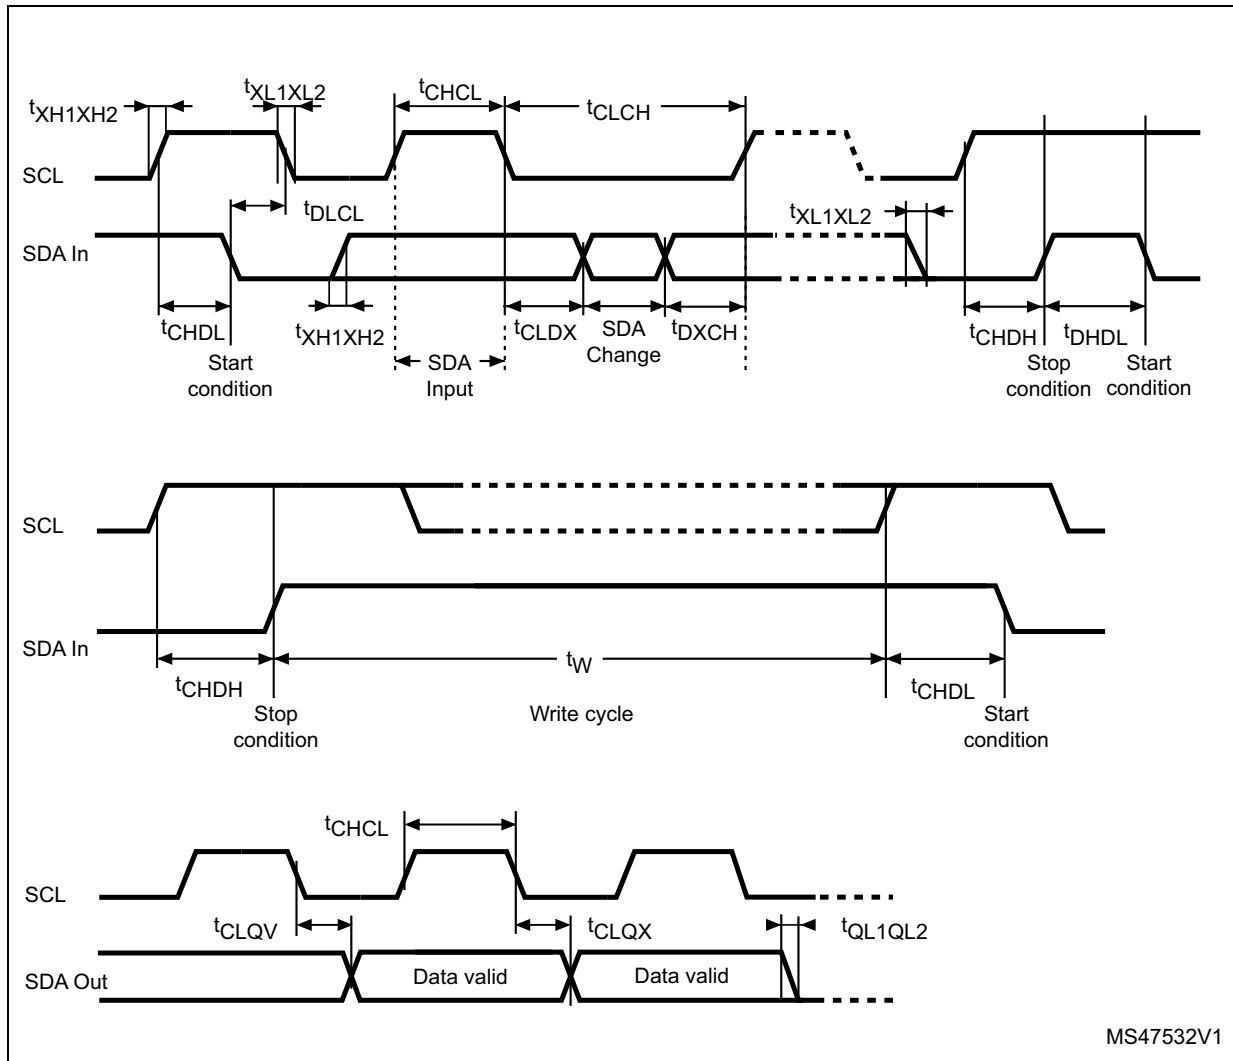 tXH1XH2
tXL1XL2
tCHCL
tCLCH
SCL
tDLCL
tXL1XL2
SDA In
tCHDL
tXH1XH2
tCLDX
SDA
Change
tDXCH
tCHDH
tDHDL
Start
condition
SDA
Input
Stop
condition
Start
condition
SCL
SDA In
tCHDH
tW
tCHDL
Stop
condition
Write cycle
Start
condition
tCHCL
SCL
tCLQV
tCLQX
tQL1QL2
SDA Out
Data valid
Data valid
MS47532V1